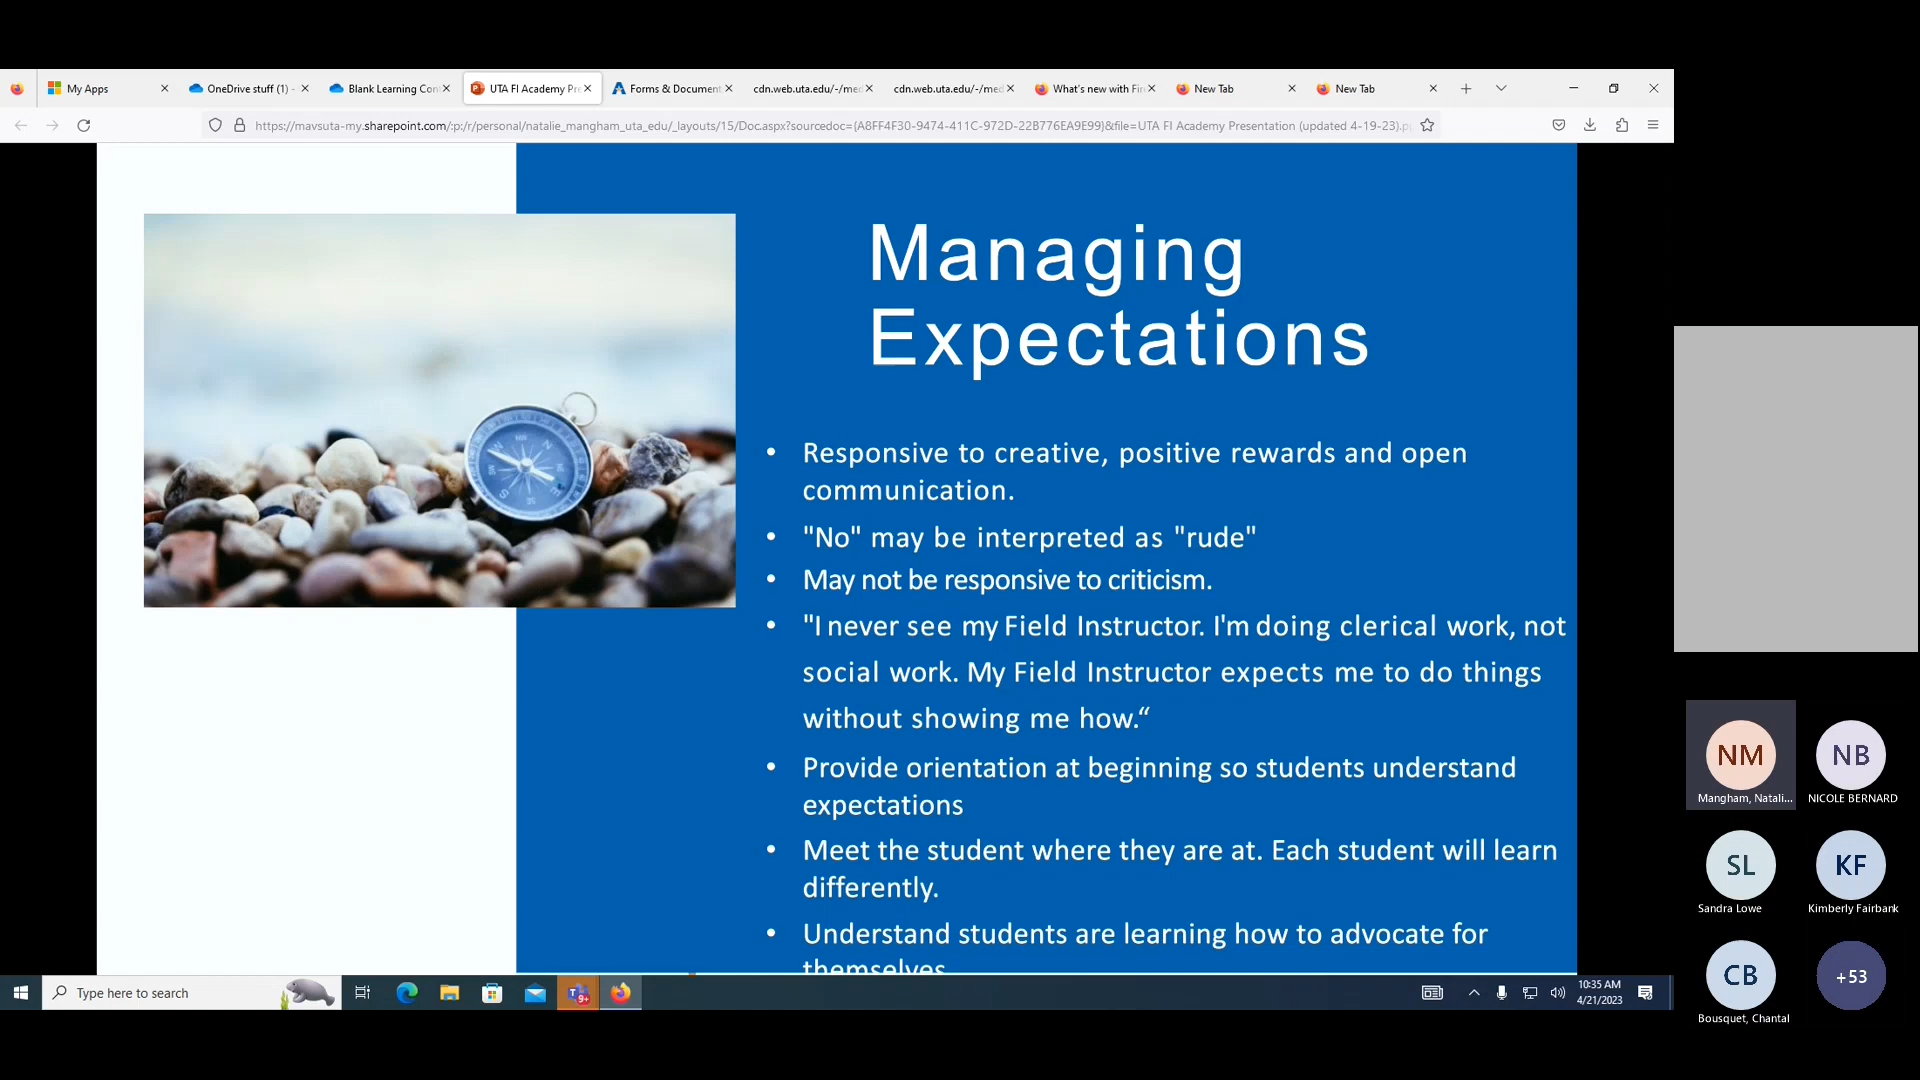 My Apps
OneDrive stuff (1) -
Blank Learning Con
UTA FI Academy Pre
Forms & Document
cdn.web.uta.edu/-/med
cdn.web.uta.edu/-/med
What's new with Fire
New Tab
New Tab
https://mavsuta-my.sharepoint.com/:p:/r/personal/natalie_mangham_uta_edu/_layouts/15/Doc.aspx?sourcedoc={A8FF4F30-9474-411C-972D-22B776EA9E99}&file=UTA FI Academy Presentation (updated 4-19-23).p
Managing
Expectations
• Responsive to creative, positive rewards and open
communication.
• "No" may be interpreted as "rude"
• May not be responsive to criticism.
• "I never see my Field Instructor. I'm doing clerical work, not
social work. My Field Instructor expects me to do things
without showing me how.“
• Provide orientation at beginning so students understand
expectations
• Meet the student where they are at. Each student will learn
differently.
• Understand students are learning how to advocate for
themselves
NM
Mangham, Natali...
NB
NICOLE BERNARD
SL
Sandra Lowe
KF
Kimberly Fairbank
CB
Bousquet, Chantal
+53
Type here to search
9+
10:35 AM
4/21/2023